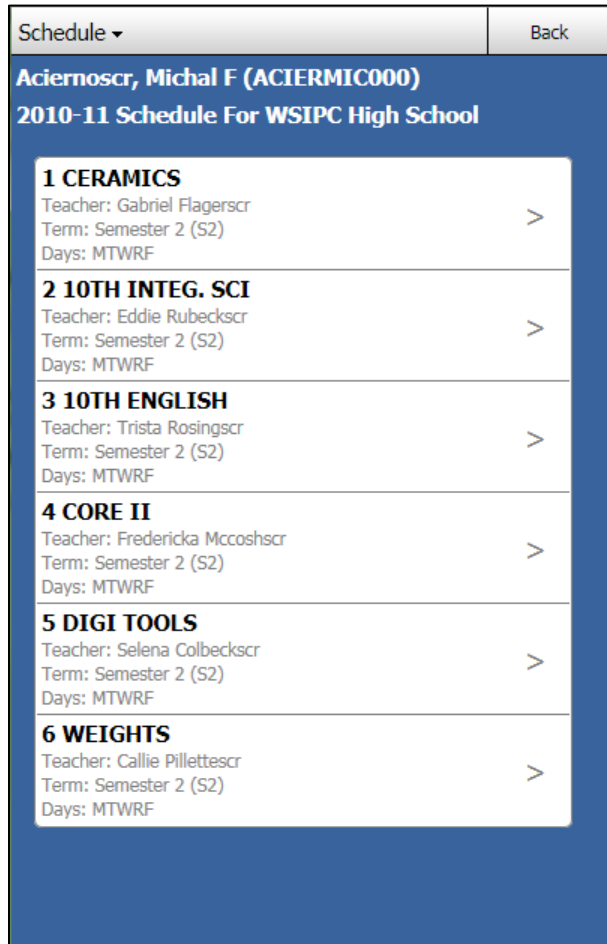 Schedule Back
Aciernoscr, Michal F (ACIERMIC000)
2010-11 Schedule For WSIPC High School
1 CERAMICS
Teacher: Gabriel Flagerscr
Term: Semester 2 (S2)
Days: MTWRF
>
2 10TH INTEG. SCI
Teacher: Eddie Rubeckscr
Term: Semester 2 (S2)
Days: MTWRF
>
3 10TH ENGLISH
Teacher: Trista Rosingscr
Term: Semester 2 (S2)
Days: MTWRF
>
4 CORE II
Teacher: Fredericka Mccoshscr
Term: Semester 2 (S2)
Days: MTWRF
>
5 DIGI TOOLS
Teacher: Selena Colbeckscr
Term: Semester 2 (S2)
Days: MTWRF
>
6 WEIGHTS
Teacher: Callie Pillettescr
Term: Semester 2 (S2)
Days: MTWRF
>